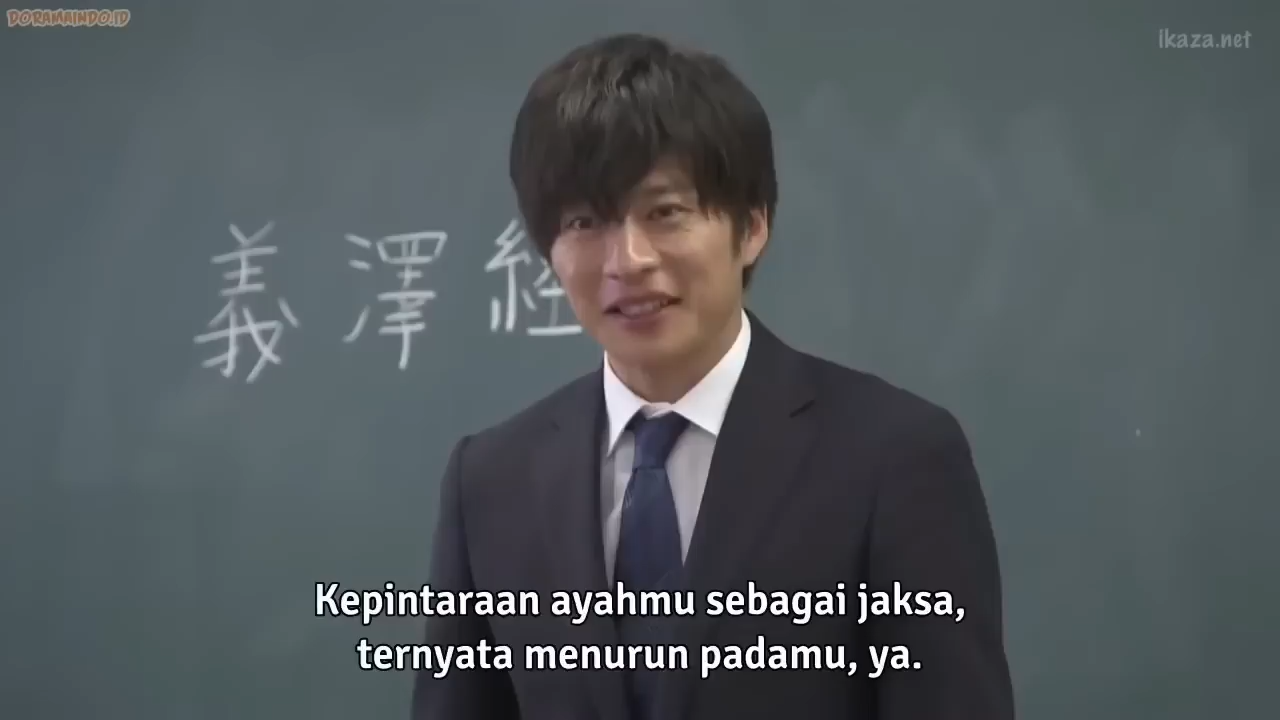 DORAMAINDO.ID
ikaza.net
義澤経
Kepintaraan ayahmu sebagai jaksa,
ternyata menurun padamu, ya.